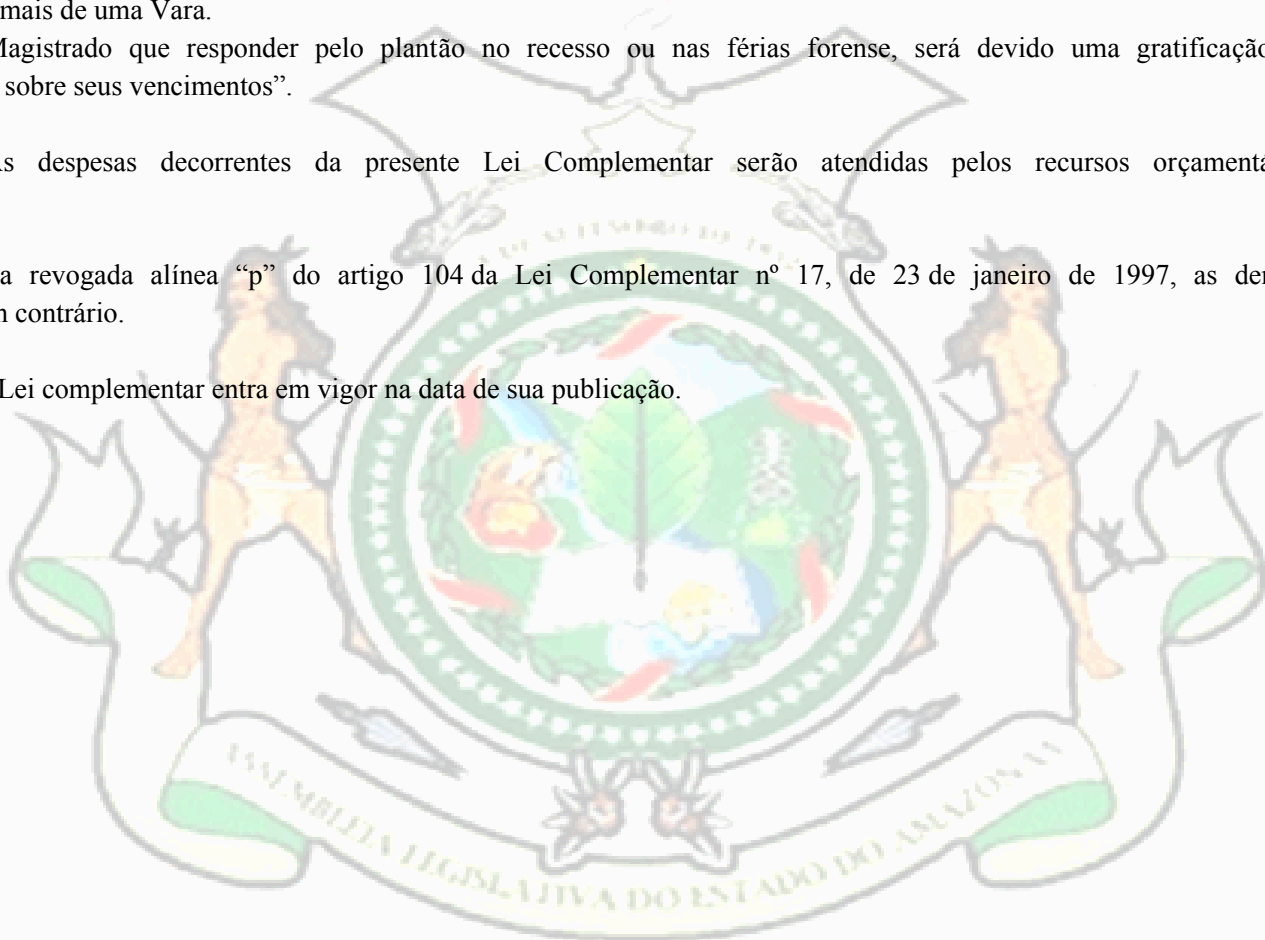 mais de uma Vara.
Magistrado que responder pelo plantão no recesso ou nas férias forense, será devido uma gratificação
sobre seus vencimentos”.
despesas decorrentes da presente Lei Complementar serão atendidas pelos recursos
a revogada alínea “p” do artigo 104 da Lei Complementar nº 17, de 23 de janeiro de 1997, as
contrário.
Lei complementar entra em vigor na data de sua publicação.
ASSEMBLEIA LEGISLATIVA DO ESTADO DO AMAZONAS